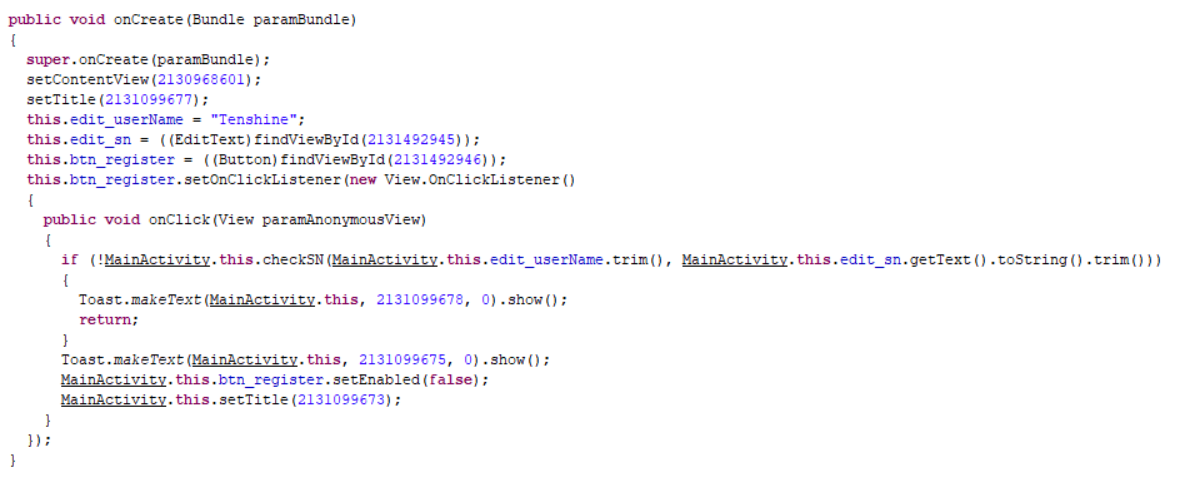 public void onCreate(Bundle paramBundle)
{
super.onCreate(paramBundle);
setContentView(2130968601);
setTitle(2131099677);
this.edit_userName = "Tenshine";
this.edit_sn = ((EditText)findViewById(2131492945));
this.btn_register = ((Button)findViewById(2131492946));
this.btn_register.setOnClickListener(new View.OnClickListener()
{
public void onClick(View paramAnonymousView)
{
if (!MainActivity.this.checkSN(MainActivity.this.edit_userName.trim(), MainActivity.this.edit_sn.getText().toString().trim()))
{
Toast.makeText(MainActivity.this, 2131099678, 0).show();
return;
}
Toast.makeText(MainActivity.this, 2131099675, 0).show();
MainActivity.this.btn_register.setEnabled(false);
MainActivity.this.setTitle(2131099673);
}
});
}